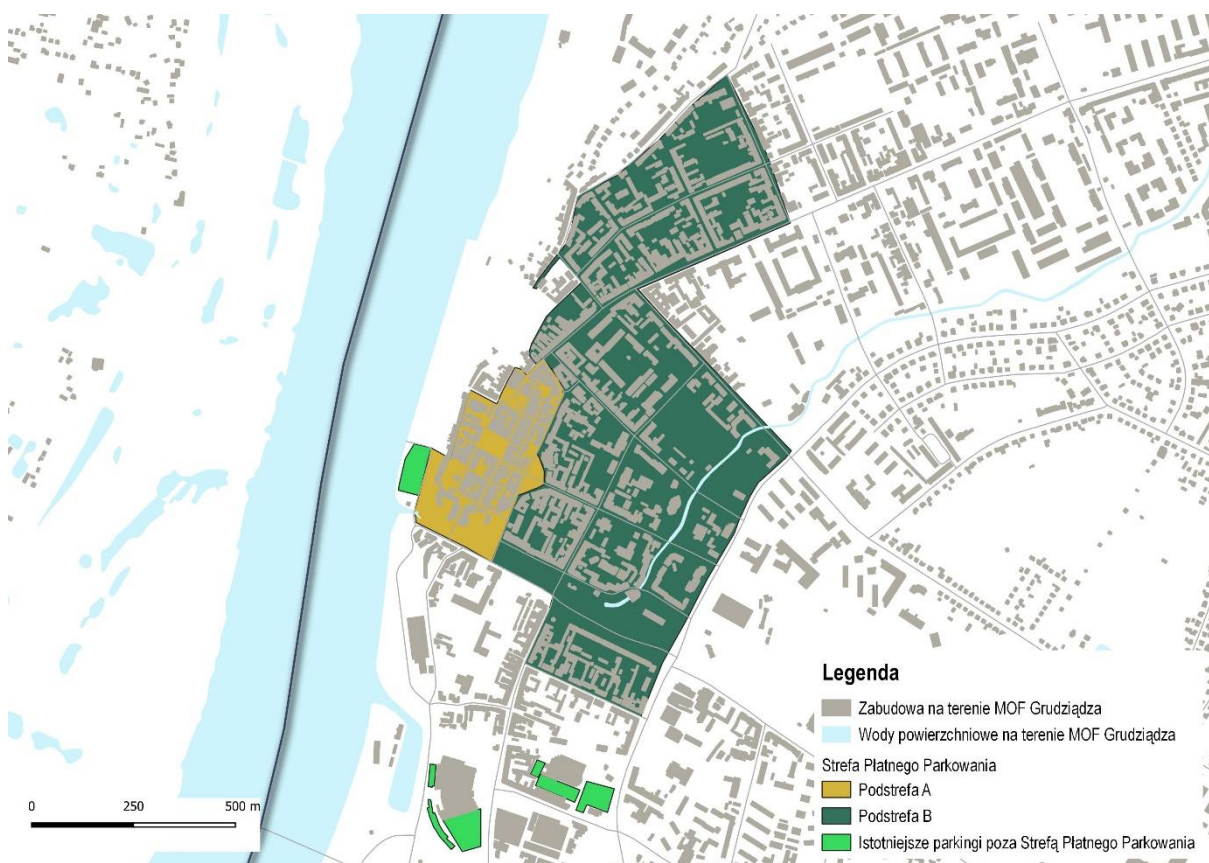 Legenda
Zabudowa na terenie MOF Grudziądza
Wody powierzchniowe na terenie MOF Grudziądza
Strefa Płatnego Parkowania
Podstrefa A
Podstrefa B
Istotniejsze parkingi poza Strefą Płatnego Parkowania
0 250 500 m